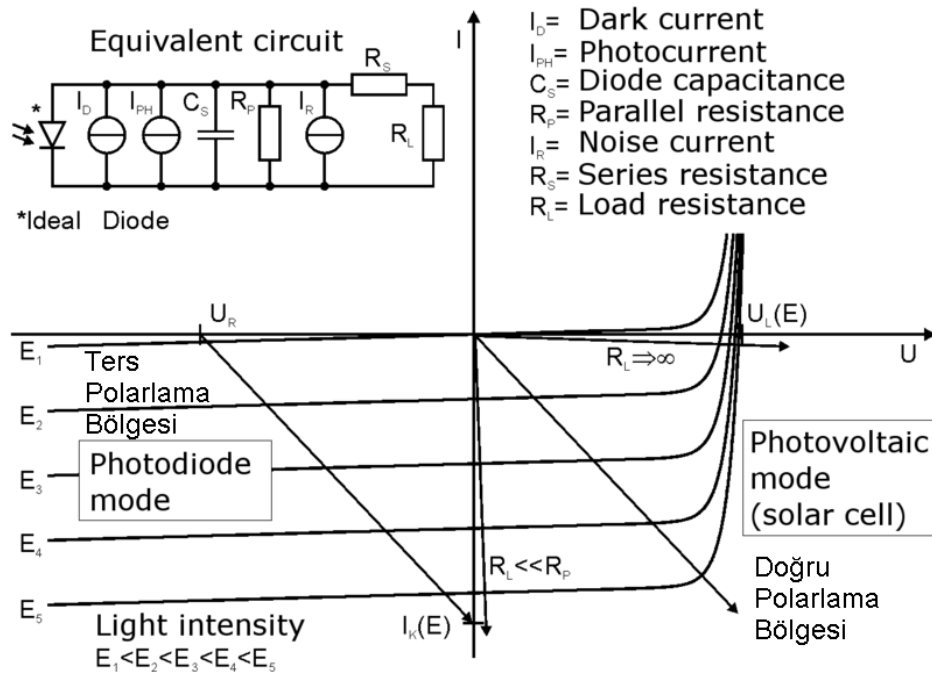 Equivalent circuit
* I_D I_PH C_S R_P I_R R_S R_L
*Ideal Diode
I
I_D= Dark current
I_PH= Photocurrent
C_S= Diode capacitance
R_P= Parallel resistance
I_R= Noise current
R_S= Series resistance
R_L= Load resistance
U_R
U_L(E)
U
R_L⇒∞
E_1
Ters
Polarlama
Bölgesi
E_2
Photodiode
mode
E_3
E_4
E_5
Photovoltaic
mode
(solar cell)
R_L<<R_P
Doğru
Polarlama
Bölgesi
I_K(E)
Light intensity
E_1<E_2<E_3<E_4<E_5